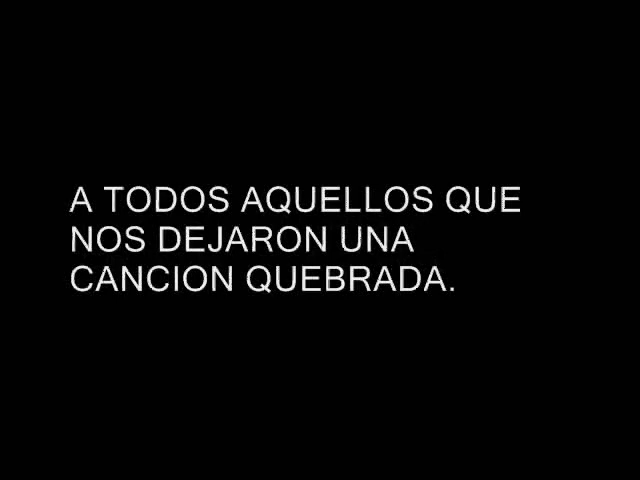 A TODOS AQUELLOS QUE
NOS DEJARON UNA
CANCION QUEBRADA.